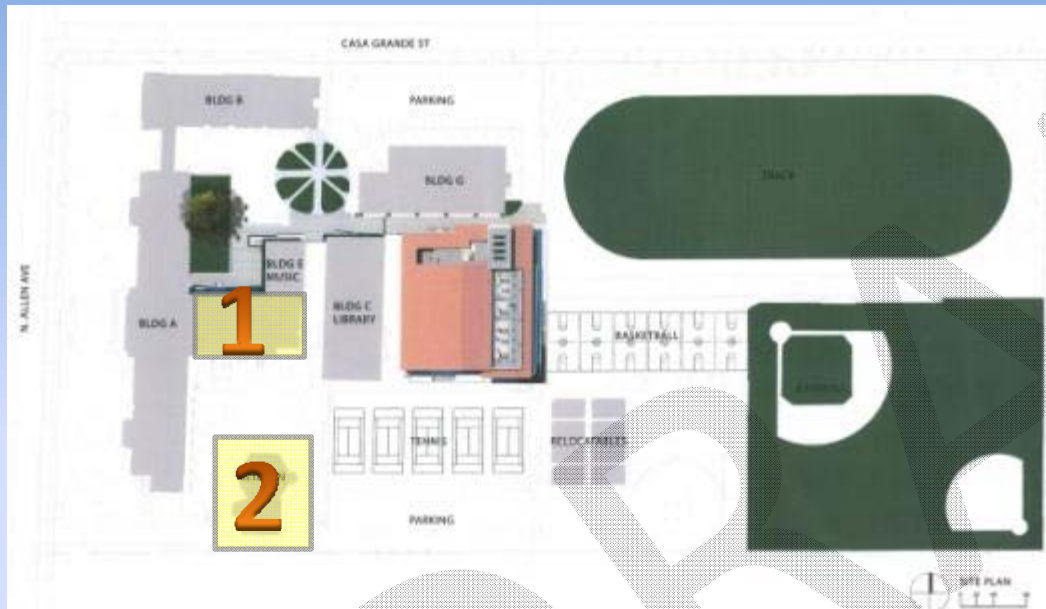 CASA GRANDE ST
BLDG B
PARKING
BLDG G
TRACK
N. ALLEN AVE
BLDG E
MUSIC
1
BLDG A
BLDG C
LIBRARY
BASKETBALL
TENNIS
RELOCATABLES
2
PARKING
SITE PLAN